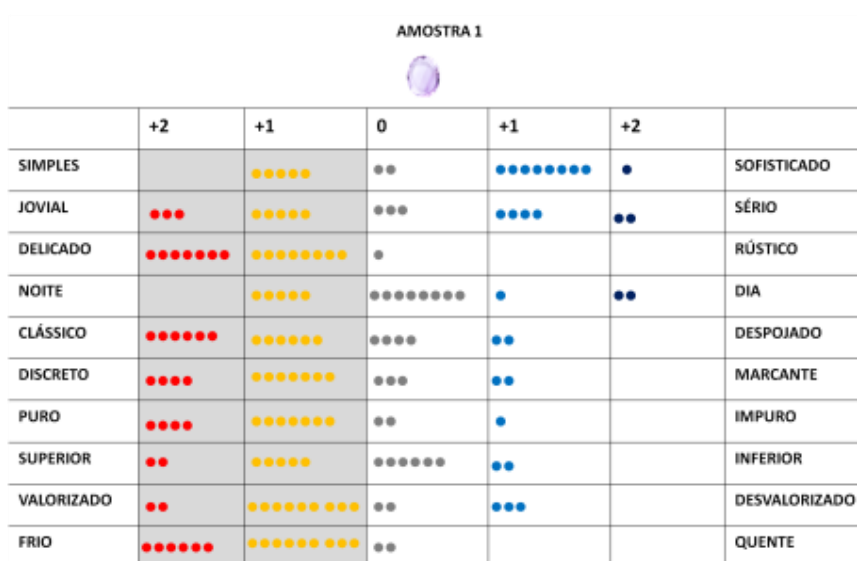 AMOSTRA 1
+2 +1 0 +1 +2
SIMPLES SOFISTICADO
JOVIAL SÉRIO
DELICADO RÚSTICO
NOITE DIA
CLÁSSICO DESPOJADO
DISCRETO MARCANTE
PURO IMPURO
SUPERIOR INFERIOR
VALORIZADO DESVALORIZADO
FRIO QUENTE